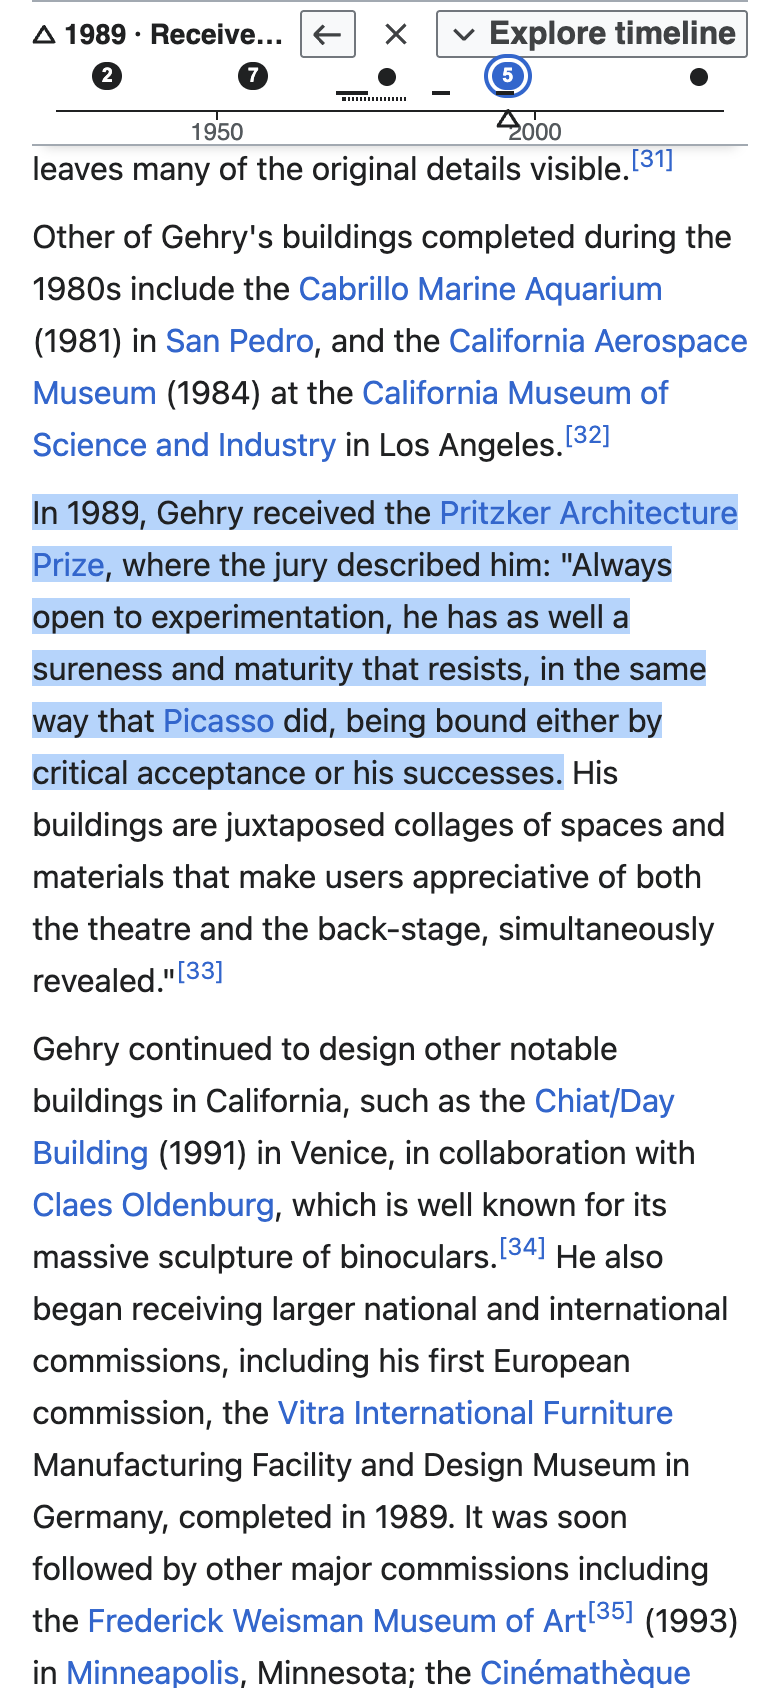 1989 · Receive...
Explore timeline
2
7
5
1950
2000
leaves many of the original details visible.[31]
Other of Gehry's buildings completed during the
1980s include the Cabrillo Marine Aquarium
(1981) in San Pedro, and the California Aerospace
Museum (1984) at the California Museum of
Science and Industry in Los Angeles.[32]
In 1989, Gehry received the Pritzker Architecture
Prize, where the jury described him: "Always
open to experimentation, he has as well a
sureness and maturity that resists, in the same
way that Picasso did, being bound either by
critical acceptance or his successes. His
buildings are juxtaposed collages of spaces and
materials that make users appreciative of both
the theatre and the back-stage, simultaneously
revealed."[33]
Gehry continued to design other notable
buildings in California, such as the Chiat/Day
Building (1991) in Venice, in collaboration with
Claes Oldenburg, which is well known for its
massive sculpture of binoculars.[34] He also
began receiving larger national and international
commissions, including his first European
commission, the Vitra International Furniture
Manufacturing Facility and Design Museum in
Germany, completed in 1989. It was soon
followed by other major commissions including
the Frederick Weisman Museum of Art[35] (1993)
in Minneapolis, Minnesota; the Cinémathèque